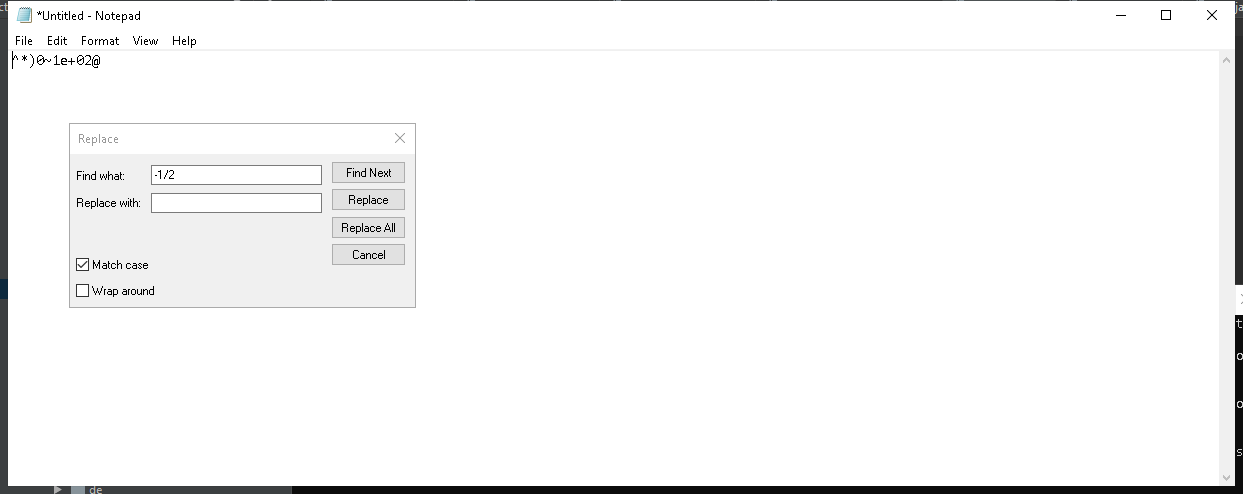 *Untitled - Notepad
File Edit Format View Help
^*)0~1e+02@
Replace
Find what: -1/2 Find Next
Replace with: Replace
Replace All
Cancel
Match case
Wrap around
de